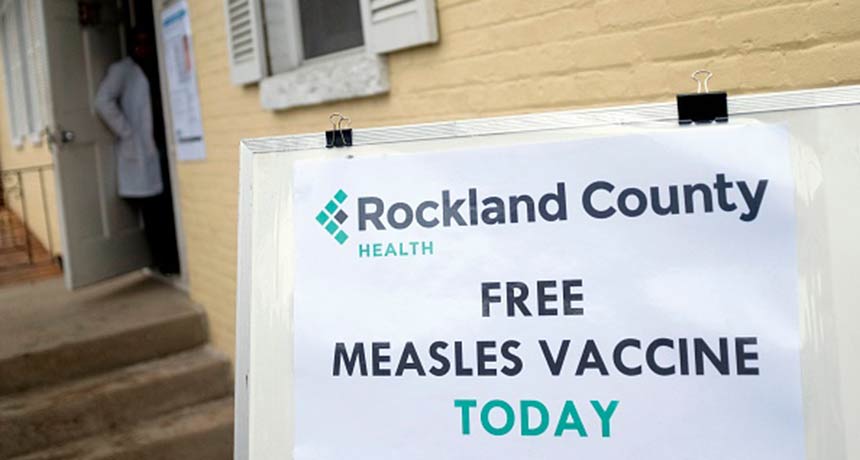 Rockland County
HEALTH
FREE
MEASLES VACCINE
TODAY